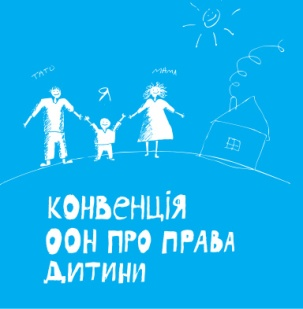 ТАТО
Я
МАМА
КОНВЕНЦІЯ
ООН ПРО ПРАВА
ДИТИНИ